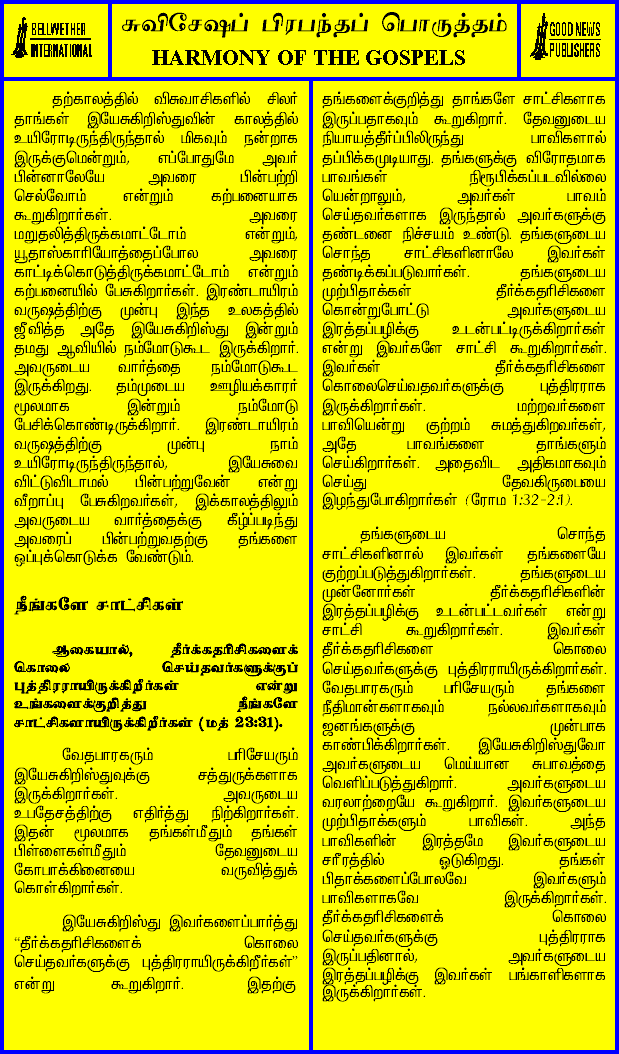 BELLWETHER
INTERNATIONAL
சுவிசேஷப் பிரபந்தப் பொருத்தம்
HARMONY OF THE GOSPELS
GOOD NEWS
PUBLISHERS
தற்காலத்தில் விசுவாசிகளில் சிலர்
தாங்கள் இயேசுகிறிஸ்துவின் காலத்தில்
உயிரோடிருந்திருந்தால் மிகவும் நன்றாக
இருக்குமென்றும், எப்போதுமே அவர்
பின்னாலேயே அவரை பின்பற்றி
செல்வோம் என்றும் கற்பனையாக
கூறுகிறார்கள். அவரை
மறுதலித்திருக்கமாட்டோம் என்றும்,
யூதாஸ்காரியோத்தைப்போல அவரை
காட்டிக்கொடுத்திருக்கமாட்டோம் என்றும்
கற்பனையில் பேசுகிறார்கள். இரண்டாயிரம்
வருஷத்திற்கு முன்பு இந்த உலகத்தில்
ஜீவித்த அதே இயேசுகிறிஸ்து இன்றும்
தமது ஆவியில் நம்மோடுகூட இருக்கிறார்.
அவருடைய வார்த்தை நம்மோடுகூட
இருக்கிறது. தம்முடைய ஊழியக்காரர்
மூலமாக இன்றும் நம்மோடு
பேசிக்கொண்டிருக்கிறார். இரண்டாயிரம்
வருஷத்திற்கு முன்பு நாம்
உயிரோடிருந்திருந்தால், இயேசுவை
விட்டுவிடாமல் பின்பற்றுவேன் என்று
வீறாப்பு பேசுகிறவர்கள், இக்காலத்திலும்
அவருடைய வார்த்தைக்கு கீழ்ப்படிந்து
அவரைப் பின்பற்றுவதற்கு தங்களை
ஒப்புக்கொடுக்க வேண்டும்.
நீங்களே சாட்சிகள்
ஆகையால், தீர்க்கதரிசிகளைக்
கொலை செய்தவர்களுக்குப்
புத்திரராயிருக்கிறீர்கள் என்று
உங்களைக்குறித்து நீங்களே
சாட்சிகளாயிருக்கிறீர்கள் (மத் 23:31).
வேதபாரகரும் பரிசேயரும்
இயேசுகிறிஸ்துவுக்கு சத்துருக்களாக
இருக்கிறார்கள். அவருடைய
உபதேசத்திற்கு எதிர்த்து நிற்கிறார்கள்.
இதன் மூலமாக தங்கள்மீதும் தங்கள்
பிள்ளைகள்மீதும் தேவனுடைய
கோபாக்கினையை வருவித்துக்
கொள்கிறார்கள்.
இயேசுகிறிஸ்து இவர்களைப்பார்த்து
“தீர்க்கதரிசிகளைக் கொலை
செய்தவர்களுக்கு புத்திரராயிருக்கிறீர்கள்”
என்று கூறுகிறார். இதற்கு
தங்களைக்குறித்து தாங்களே சாட்சிகளாக
இருப்பதாகவும் கூறுகிறார். தேவனுடைய
நியாயத்தீர்ப்பிலிருந்து பாவிகளால்
தப்பிக்கமுடியாது. தங்களுக்கு விரோதமாக
பாவங்கள் நிரூபிக்கப்படவில்லை
யென்றாலும், அவர்கள் பாவம்
செய்தவர்களாக இருந்தால் அவர்களுக்கு
தண்டனை நிச்சயம் உண்டு. தங்களுடைய
சொந்த சாட்சிகளினாலே இவர்கள்
தண்டிக்கப்படுவார்கள். தங்களுடைய
முற்பிதாக்கள் தீர்க்கதரிசிகளை
கொன்றுபோட்டு அவர்களுடைய
இரத்தப்பழிக்கு உடன்பட்டிருக்கிறார்கள்
என்று இவர்களே சாட்சி கூறுகிறார்கள்.
இவர்கள் தீர்க்கதரிசிகளை
கொலைசெய்வதவர்களுக்கு புத்திரராக
இருக்கிறார்கள். மற்றவர்களை
பாவியென்று குற்றம் சுமத்துகிறவர்கள்,
அதே பாவங்களை தாங்களும்
செய்கிறார்கள். அதைவிட அதிகமாகவும்
செய்து தேவகிருபையை
இழந்துபோகிறார்கள் (ரோம 1:32-2:1).
தங்களுடைய சொந்த
சாட்சிகளினால் இவர்கள் தங்களையே
குற்றப்படுத்துகிறார்கள். தங்களுடைய
முன்னோர்கள் தீர்க்கதரிசிகளின்
இரத்தப்பழிக்கு உடன்பட்டவர்கள் என்று
சாட்சி கூறுகிறார்கள். இவர்கள்
தீர்க்கதரிசிகளை கொலை
செய்தவர்களுக்கு புத்திரராயிருக்கிறார்கள்.
வேதபாரகரும் பரிசேயரும் தங்களை
நீதிமான்களாகவும் நல்லவர்களாகவும்
ஜனங்களுக்கு முன்பாக
காண்பிக்கிறார்கள். இயேசுகிறிஸ்துவோ
அவர்களுடைய மெய்யான சுபாவத்தை
வெளிப்படுத்துகிறார். அவர்களுடைய
வரலாற்றையே கூறுகிறார். இவர்களுடைய
முற்பிதாக்களும் பாவிகள். அந்த
பாவிகளின் இரத்தமே இவர்களுடைய
சரீரத்தில் ஓடுகிறது. தங்கள்
பிதாக்களைப்போலவே இவர்களும்
பாவிகளாகவே இருக்கிறார்கள்.
தீர்க்கதரிசிகளைக் கொலை
செய்தவர்களுக்கு புத்திரராக
இருப்பதினால், அவர்களுடைய
இரத்தப்பழிக்கு இவர்கள் பங்காளிகளாக
இருக்கிறார்கள்.